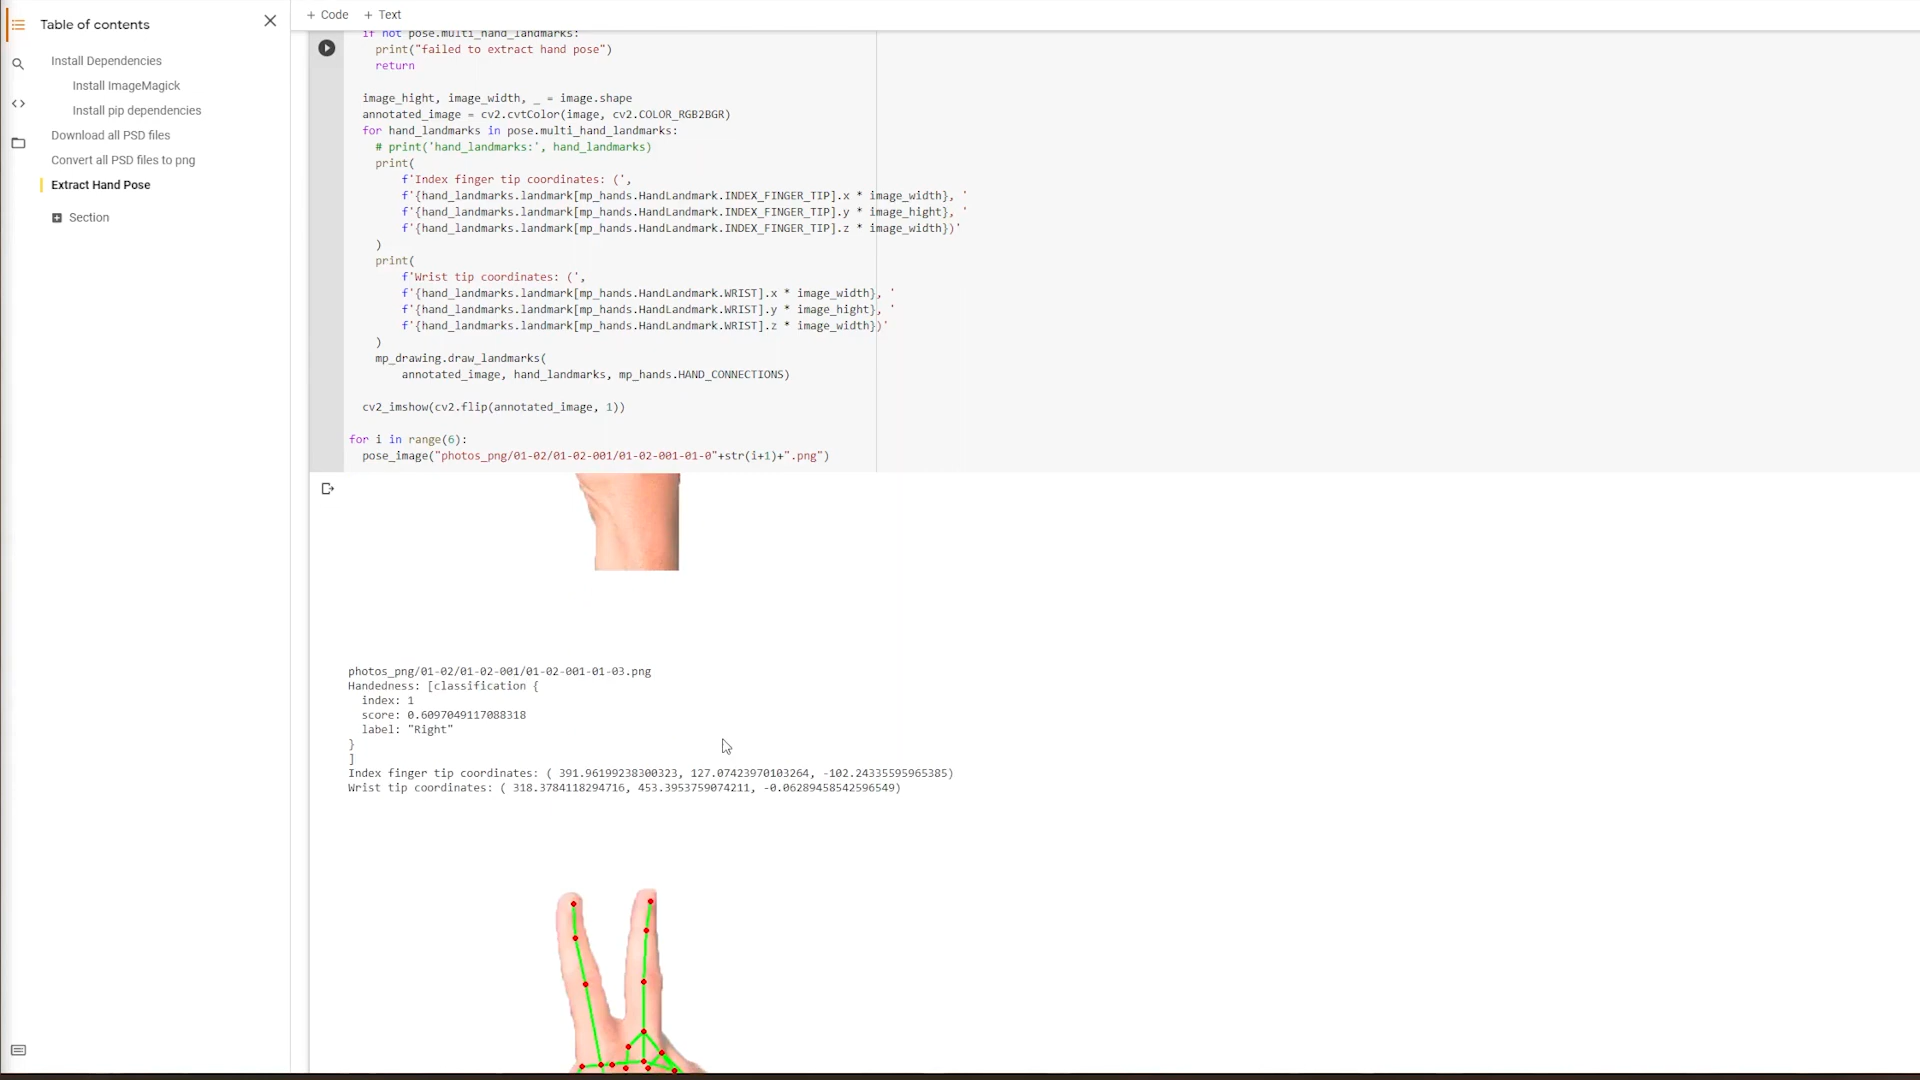 Table of contents
Install Dependencies
Install ImageMagick
Install pip dependencies
Download all PSD files
Convert all PSD files to png
Extract Hand Pose
Section
+ Code + Text
if not pose.multi_hand_landmarks:
print("failed to extract hand pose")
return
image_hight, image_width, _ = image.shape
annotated_image = cv2.cvtColor(image, cv2.COLOR_RGB2BGR)
for hand_landmarks in pose.multi_hand_landmarks:
# print('hand_landmarks:', hand_landmarks)
print(
f'Index finger tip coordinates: (',
f'{hand_landmarks.landmark[mp_hands.HandLandmark.INDEX_FINGER_TIP].x * image_width}, '
f'{hand_landmarks.landmark[mp_hands.HandLandmark.INDEX_FINGER_TIP].y * image_hight}, '
f'{hand_landmarks.landmark[mp_hands.HandLandmark.INDEX_FINGER_TIP].z * image_width})'
)
print(
f'Wrist tip coordinates: (',
f'{hand_landmarks.landmark[mp_hands.HandLandmark.WRIST].x * image_width}, '
f'{hand_landmarks.landmark[mp_hands.HandLandmark.WRIST].y * image_hight}, '
f'{hand_landmarks.landmark[mp_hands.HandLandmark.WRIST].z * image_width})'
)
mp_drawing.draw_landmarks(
annotated_image, hand_landmarks, mp_hands.HAND_CONNECTIONS)
cv2_imshow(cv2.flip(annotated_image, 1))
for i in range(6):
pose_image("photos_png/01-02/01-02-001/01-02-001-01-0"+str(i+1)+".png")
photos_png/01-02/01-02-001/01-02-001-01-03.png
Handedness: [classification {
index: 1
score: 0.6097049117088318
label: "Right"
}
]
Index finger tip coordinates: ( 391.96199238300323, 127.07423970103264, -102.24335595965385)
Wrist tip coordinates: ( 318.3784118294716, 453.3953759074211, -0.06289458542596549)